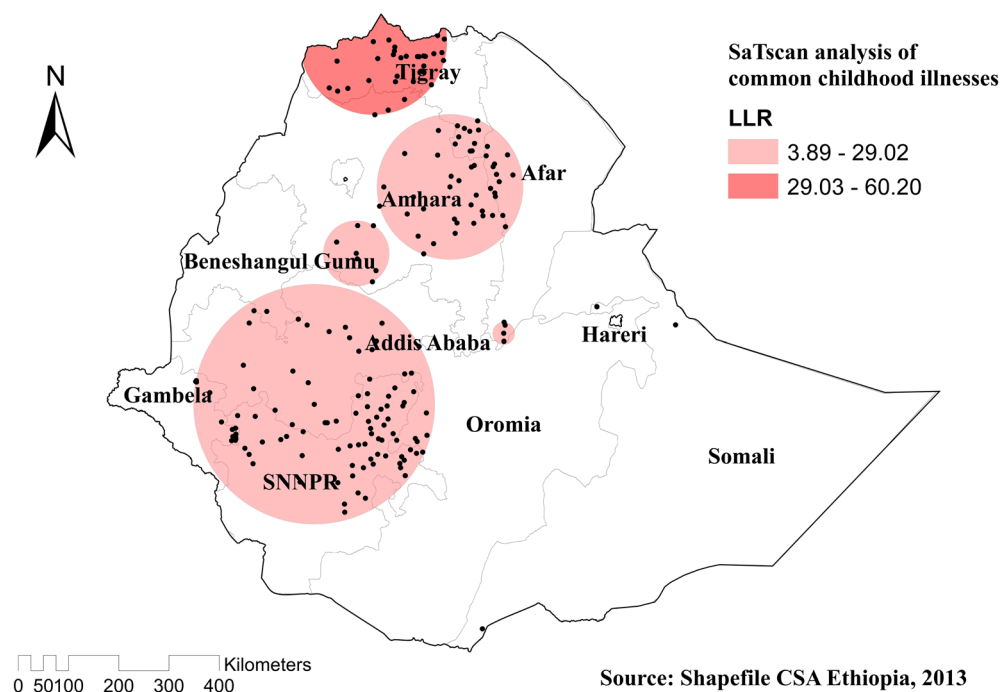 N
Tigray
Afar
Amhara
Beneshangul Gumu
Addis Ababa
Hareri
Gambela
Oromia
SNNPR
Somali
SaTscan analysis of
common childhood illnesses
LLR
3.89 - 29.02
29.03 - 60.20
Kilometers
0 50100 200 300 400
Source: Shapefile CSA Ethiopia, 2013